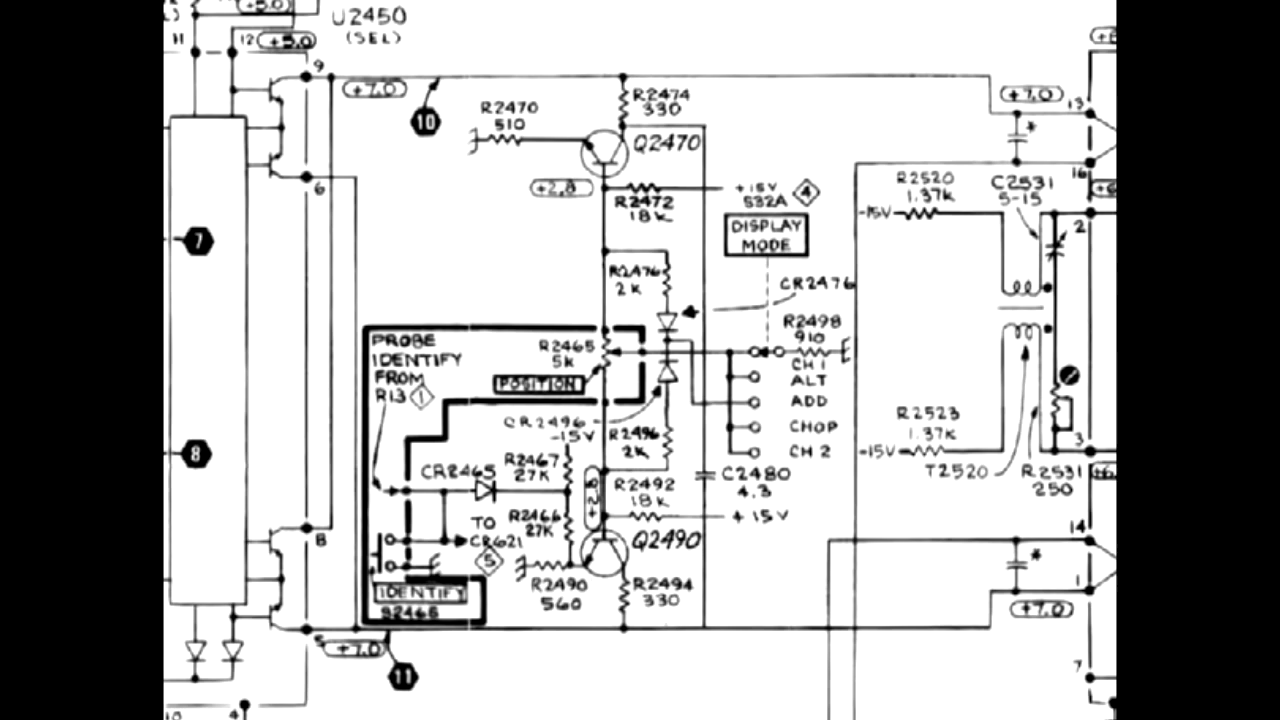 +5.0
U2450
(SEL)
11
12
+5.0
9
+7.0
10
R2470
510
R2474
330
Q2470
+7.0
13
16
6
+2.8
R2472
18K
+15V
4
S32A
DISPLAY
MODE
R2520
1.37K
C2531
5-15
-15V
2
7
R2476
2K
CR2476
PROBE
IDENTIFY
FROM
R13
1
R2465
5K
POSITION
R2498
910
CH 1
ALT
ADD
CHOP
CH 2
CR2496
-15V
R2496
2K
R2523
1.37K
-15V
T2520
R2531
250
3
8
CR2465
R2467
27K
R2492
18K
+ 15V
C2480
4.3
R2466
27K
TO
CR621
5
Q2490
14
8
R2490
560
R2494
330
IDENTIFY
S2465
1
+7.0
5
+7.0
11
7
10
4